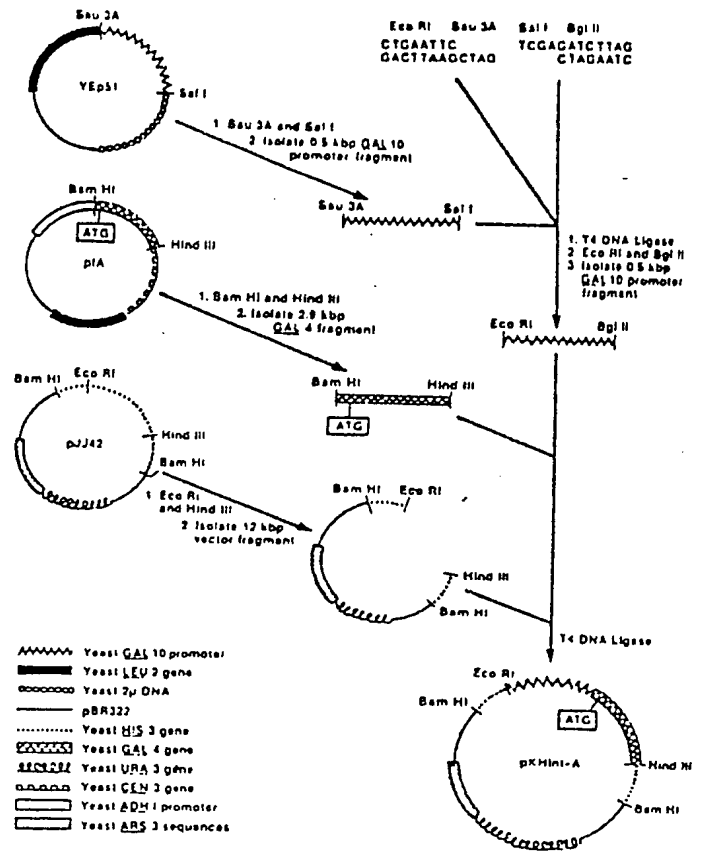 Sau 3A
YEp51
Sal I
Eco RI Sau 3A
CTGAATTC
GACTTAAGCTAG
Sal I Bgl II
TCGAGATCTTAG
CTAGAATC
1. Sau 3A and Sal I
2. Isolate 0.5 kbp GAL 10
promoter fragment
Sau 3A Sal I
Bam HI
ATG
pIA
Hind III
1. Bam HI and Hind III
2. Isolate 2.9 kbp
GAL 4 fragment
1. T4 DNA Ligase
2. Eco RI and Bgl II
3. Isolate 0.5 kbp
GAL 10 promoter
fragment
Eco RI Bgl II
Bam HI Hind III
ATG
Bam HI Eco RI
pJJ42
Hind III
Bam HI
1. Eco RI
and Hind III
2. Isolate 12 kbp
vector fragment
Bam HI Eco RI
Hind III
Bam HI
T4 DNA Ligase
Yeast GAL 10 promoter
Yeast LEU 2 gene
Yeast 2μ DNA
pBR322
Yeast HIS 3 gene
Yeast GAL 4 gene
Yeast URA 3 gene
Yeast CEN 3 gene
Yeast ADH I promoter
Yeast ARS 3 sequences
Eco RI
Bam HI
ATG
pKHint-A
Hind III
Bam HI